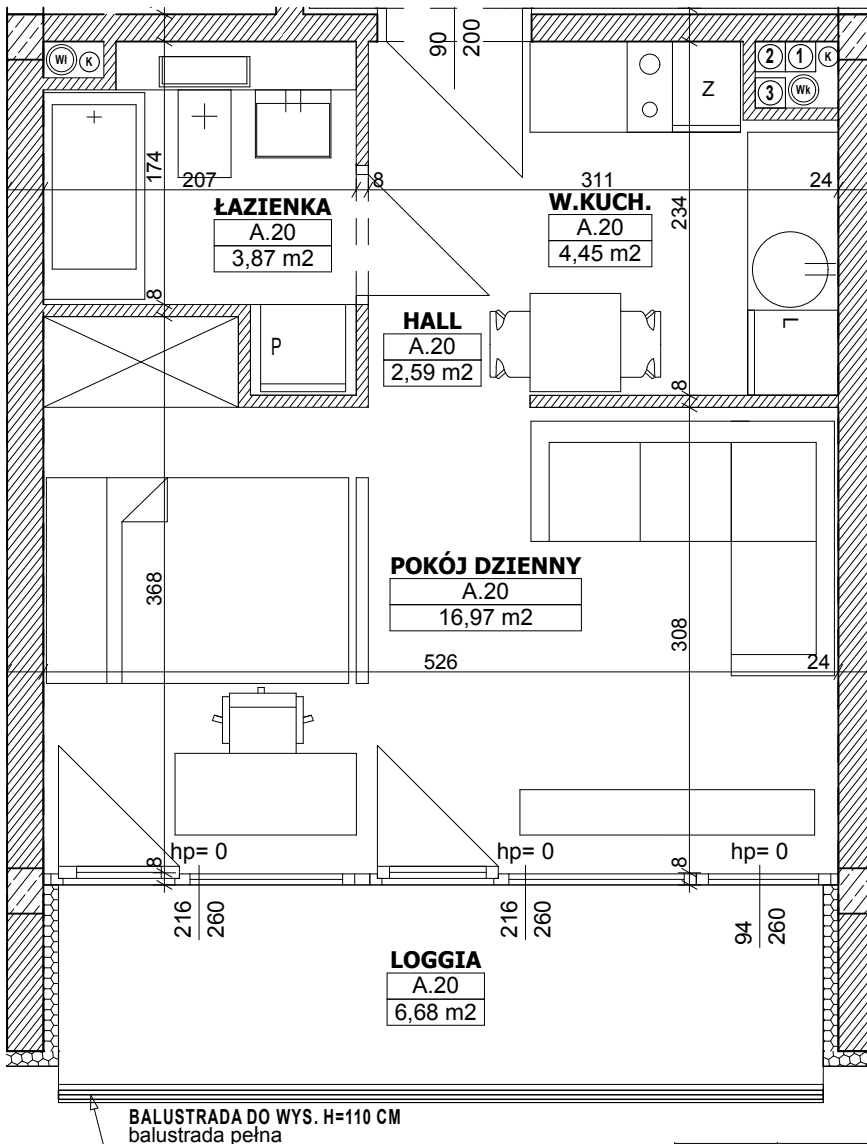 90
200
Wł
K
Z
2
1
K
3
Wk
174
207
8
311
24
ŁAZIENKA
A.20
3,87 m2
W.KUCH.
A.20
4,45 m2
234
8
HALL
A.20
2,59 m2
P
L
8
368
POKÓJ DZIENNY
A.20
16,97 m2
308
526
24
hp= 0
hp= 0
hp= 0
8
8
216
260
216
260
94
260
LOGGIA
A.20
6,68 m2
BALUSTRADA DO WYS. H=110 CM
balustrada pełna